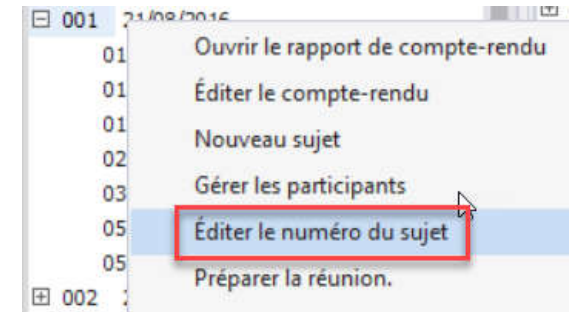 001 21/08/2016
01 Ouvrir le rapport de compte-rendu
01 Éditer le compte-rendu
01 Nouveau sujet
02
03 Gérer les participants
05 Éditer le numéro du sujet
05 Préparer la réunion.
002